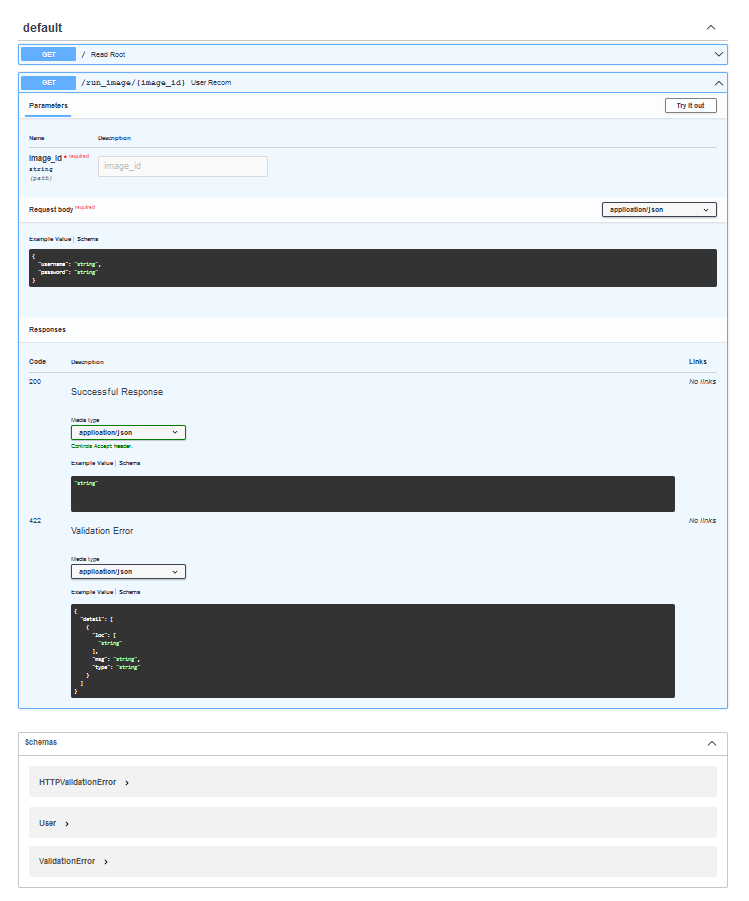 default
GET / Read Root
GET /run_image/{image_id} User Recom
Parameters Try it out
Name Description
image_id * required
string
(path)
image_id
Request body required application/json
Example Value | Schema
{
"username": "string",
"password": "string"
}
Responses
Code Description Links
200 No links
Successful Response
Media type
application/json
Controls Accept header.
Example Value | Schema
"string"
422 No links
Validation Error
Media type
application/json
Example Value | Schema
{
"detail": [
{
"loc": [
"string"
],
"msg": "string",
"type": "string"
}
]
}
Schemas
HTTPValidationError
User
ValidationError